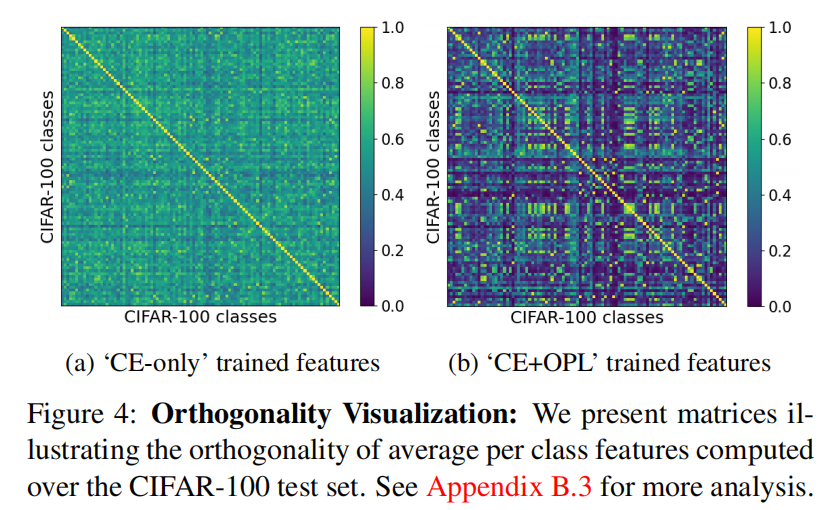 1.0
0.8
0.6
0.4
0.2
0.0
CIFAR-100 classes
CIFAR-100 classes
1.0
0.8
0.6
0.4
0.2
0.0
CIFAR-100 classes
CIFAR-100 classes
(a) ‘CE-only’ trained features
(b) ‘CE+OPL’ trained features
Figure 4: Orthogonality Visualization: We present matrices il-
lustrating the orthogonality of average per class features computed
over the CIFAR-100 test set. See Appendix B.3 for more analysis.